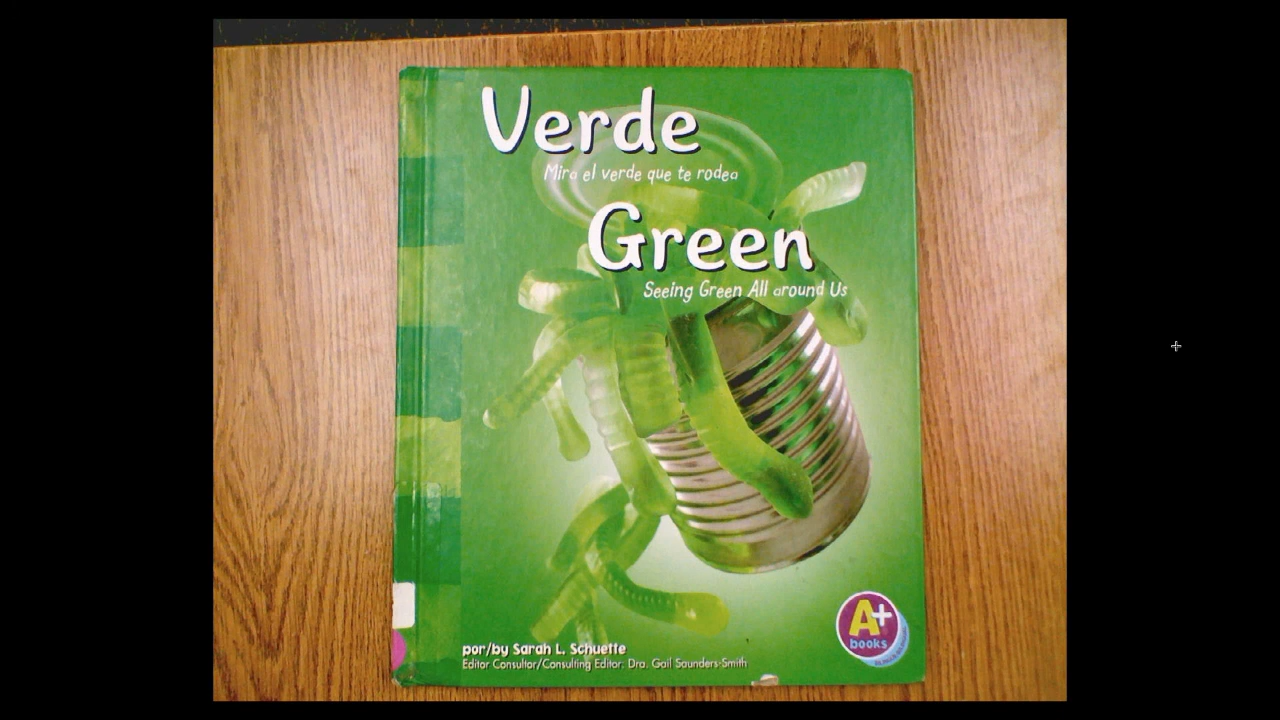 Verde
Mira el verde que te rodea
Green
Seeing Green All around Us
A+
books
por/by Sarah L. Schuette
Editor Consultor/Consulting Editor: Dra. Gail Saunders-Smith